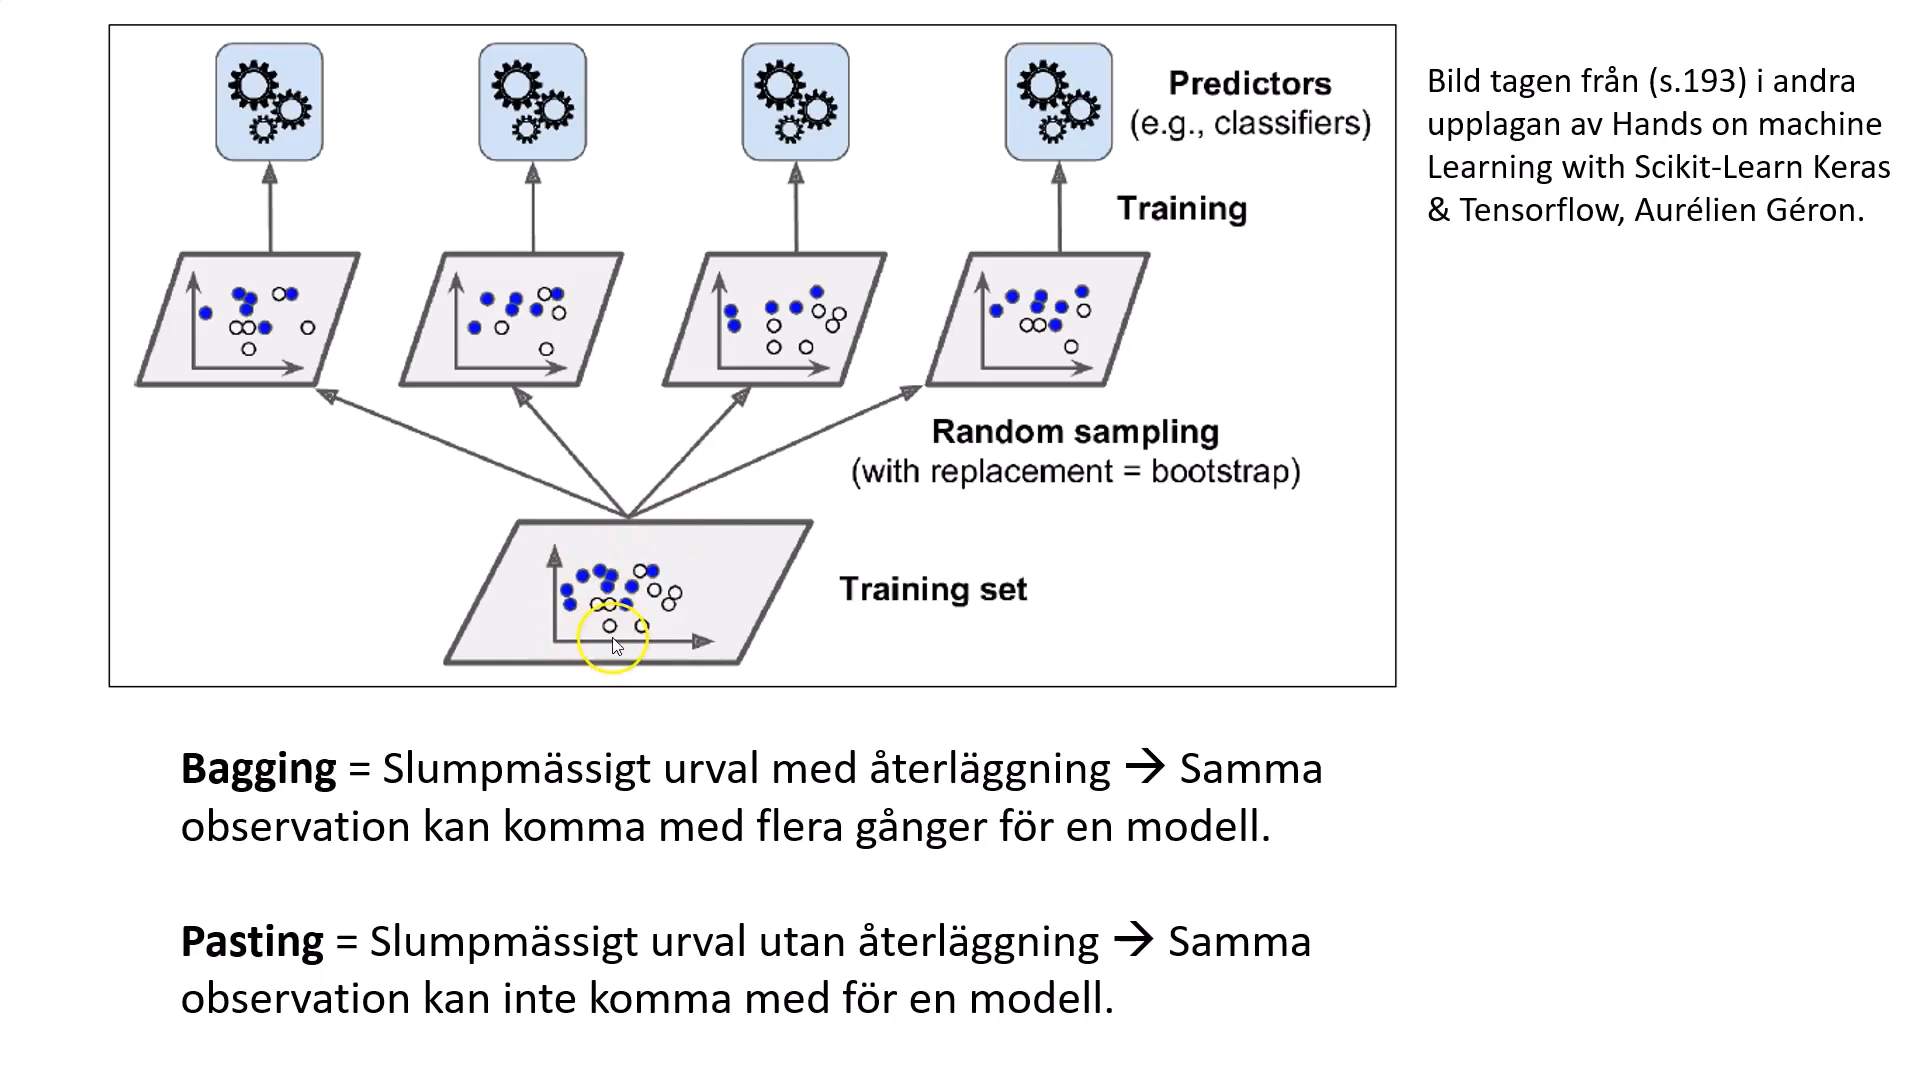 Predictors
(e.g., classifiers)
Training
Random sampling
(with replacement = bootstrap)
Training set
Bild tagen från (s.193) i andra
upplagan av Hands on machine
Learning with Scikit-Learn Keras
& Tensorflow, Aurélien Géron.
Bagging = Slumpmässigt urval med återläggning → Samma
observation kan komma med flera gånger för en modell.
Pasting = Slumpmässigt urval utan återläggning → Samma
observation kan inte komma med för en modell.